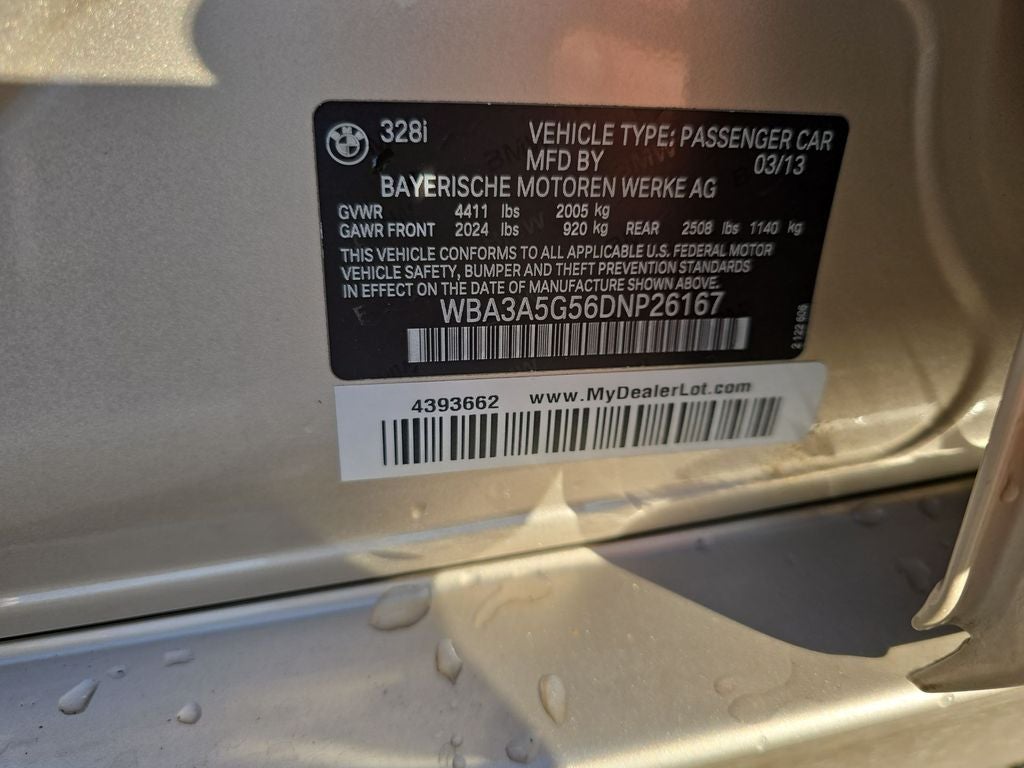 328i VEHICLE TYPE: PASSENGER CAR
MFD BY 03/13
BAYERISCHE MOTOREN WERKE AG
GVWR 4411 lbs 2005 kg
GAWR FRONT 2024 lbs 920 kg REAR 2508 lbs 1140 kg
THIS VEHICLE CONFORMS TO ALL APPLICABLE U.S. FEDERAL MOTOR
VEHICLE SAFETY, BUMPER AND THEFT PREVENTION STANDARDS
IN EFFECT ON THE DATE OF MANUFACTURE SHOWN ABOVE.
WBA3A5G56DNP26167
2 122 606
4393662 www.MyDealerLot.com